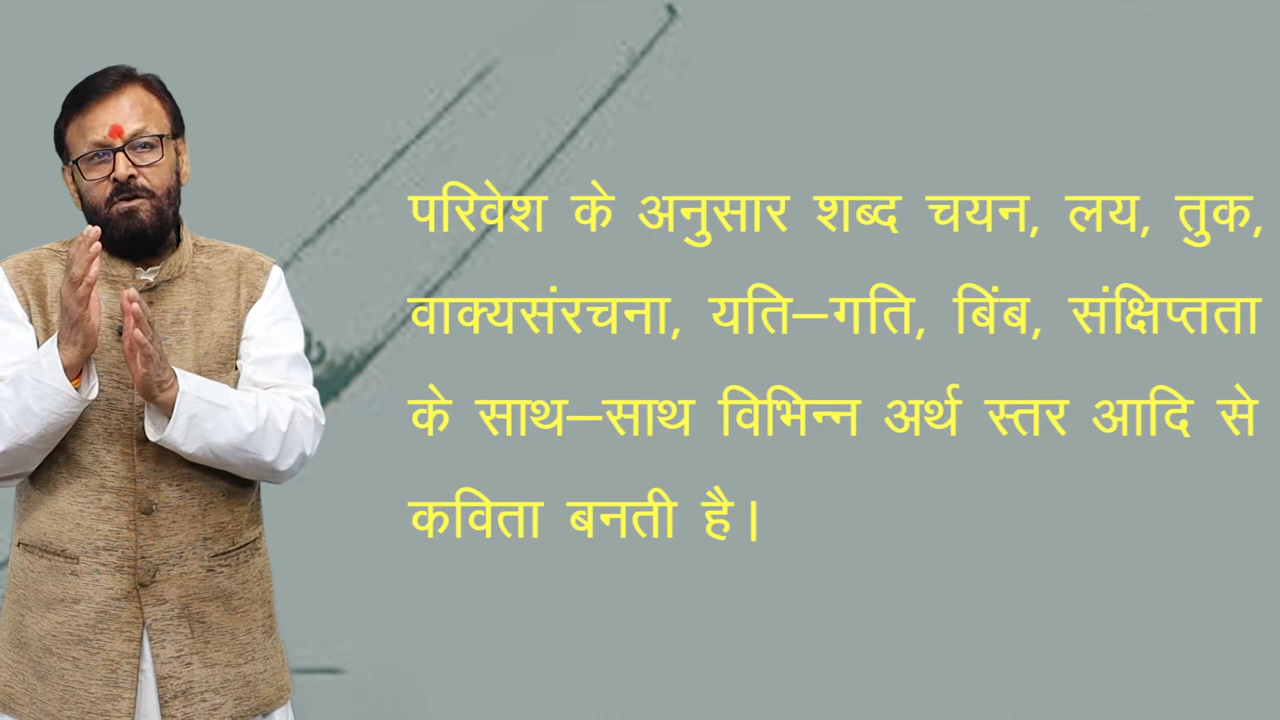 परिवेश के अनुसार शब्द चयन, लय, तुक,
वाक्यसंरचना, यति–गति, बिंब, संक्षिप्तता
के साथ–साथ विभिन्न अर्थ स्तर आदि से
कविता बनती है।